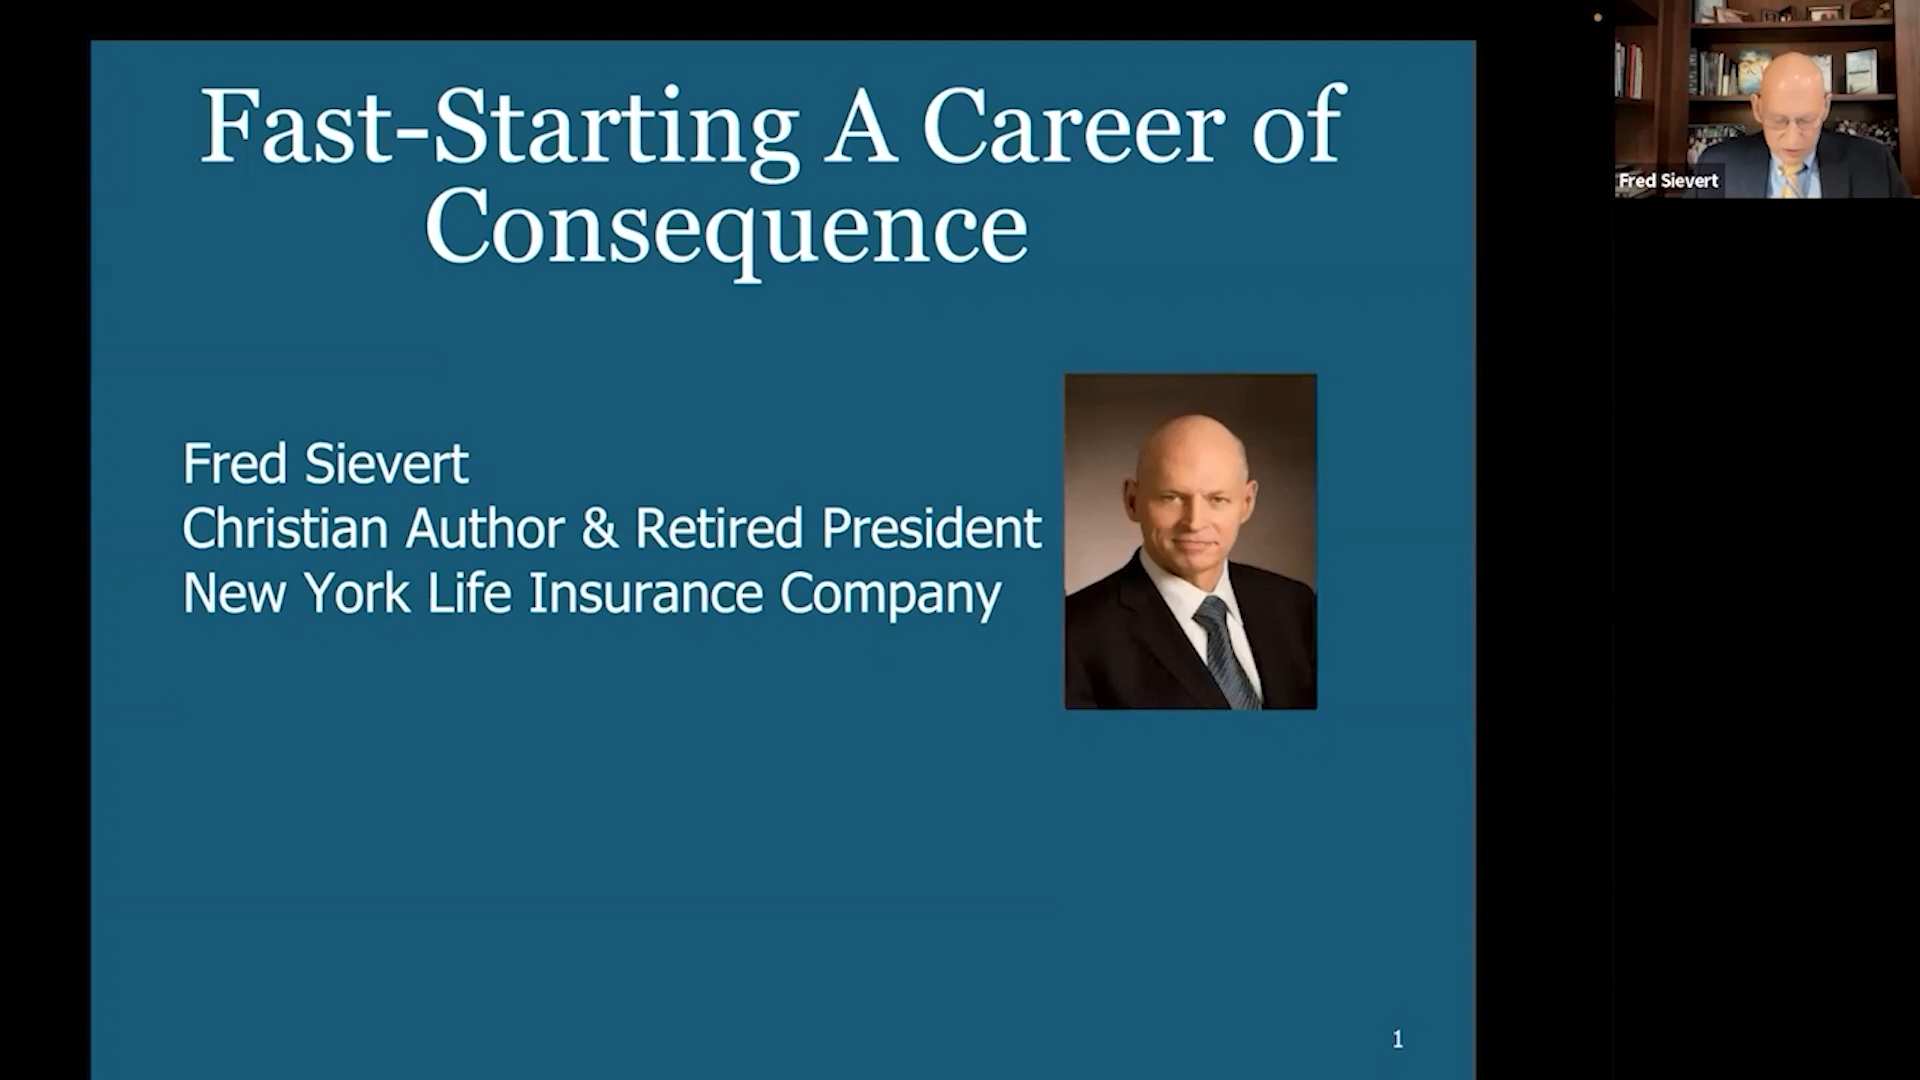 Fast-Starting A Career of
Consequence
Fred Sievert
Christian Author & Retired President
New York Life Insurance Company
1
Fred Sievert